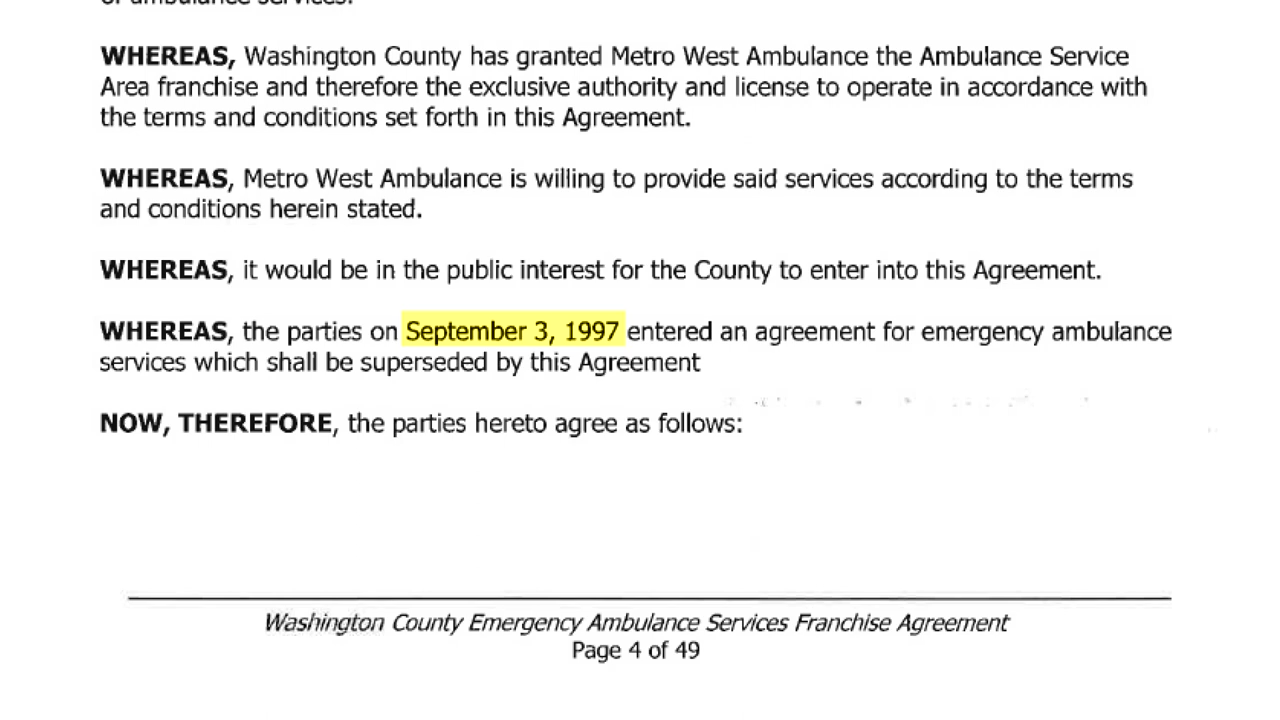 of ambulance services.
WHEREAS, Washington County has granted Metro West Ambulance the Ambulance Service
Area franchise and therefore the exclusive authority and license to operate in accordance with
the terms and conditions set forth in this Agreement.
WHEREAS, Metro West Ambulance is willing to provide said services according to the terms
and conditions herein stated.
WHEREAS, it would be in the public interest for the County to enter into this Agreement.
WHEREAS, the parties on September 3, 1997 entered an agreement for emergency ambulance
services which shall be superseded by this Agreement
NOW, THEREFORE, the parties hereto agree as follows:
Washington County Emergency Ambulance Services Franchise Agreement
Page 4 of 49